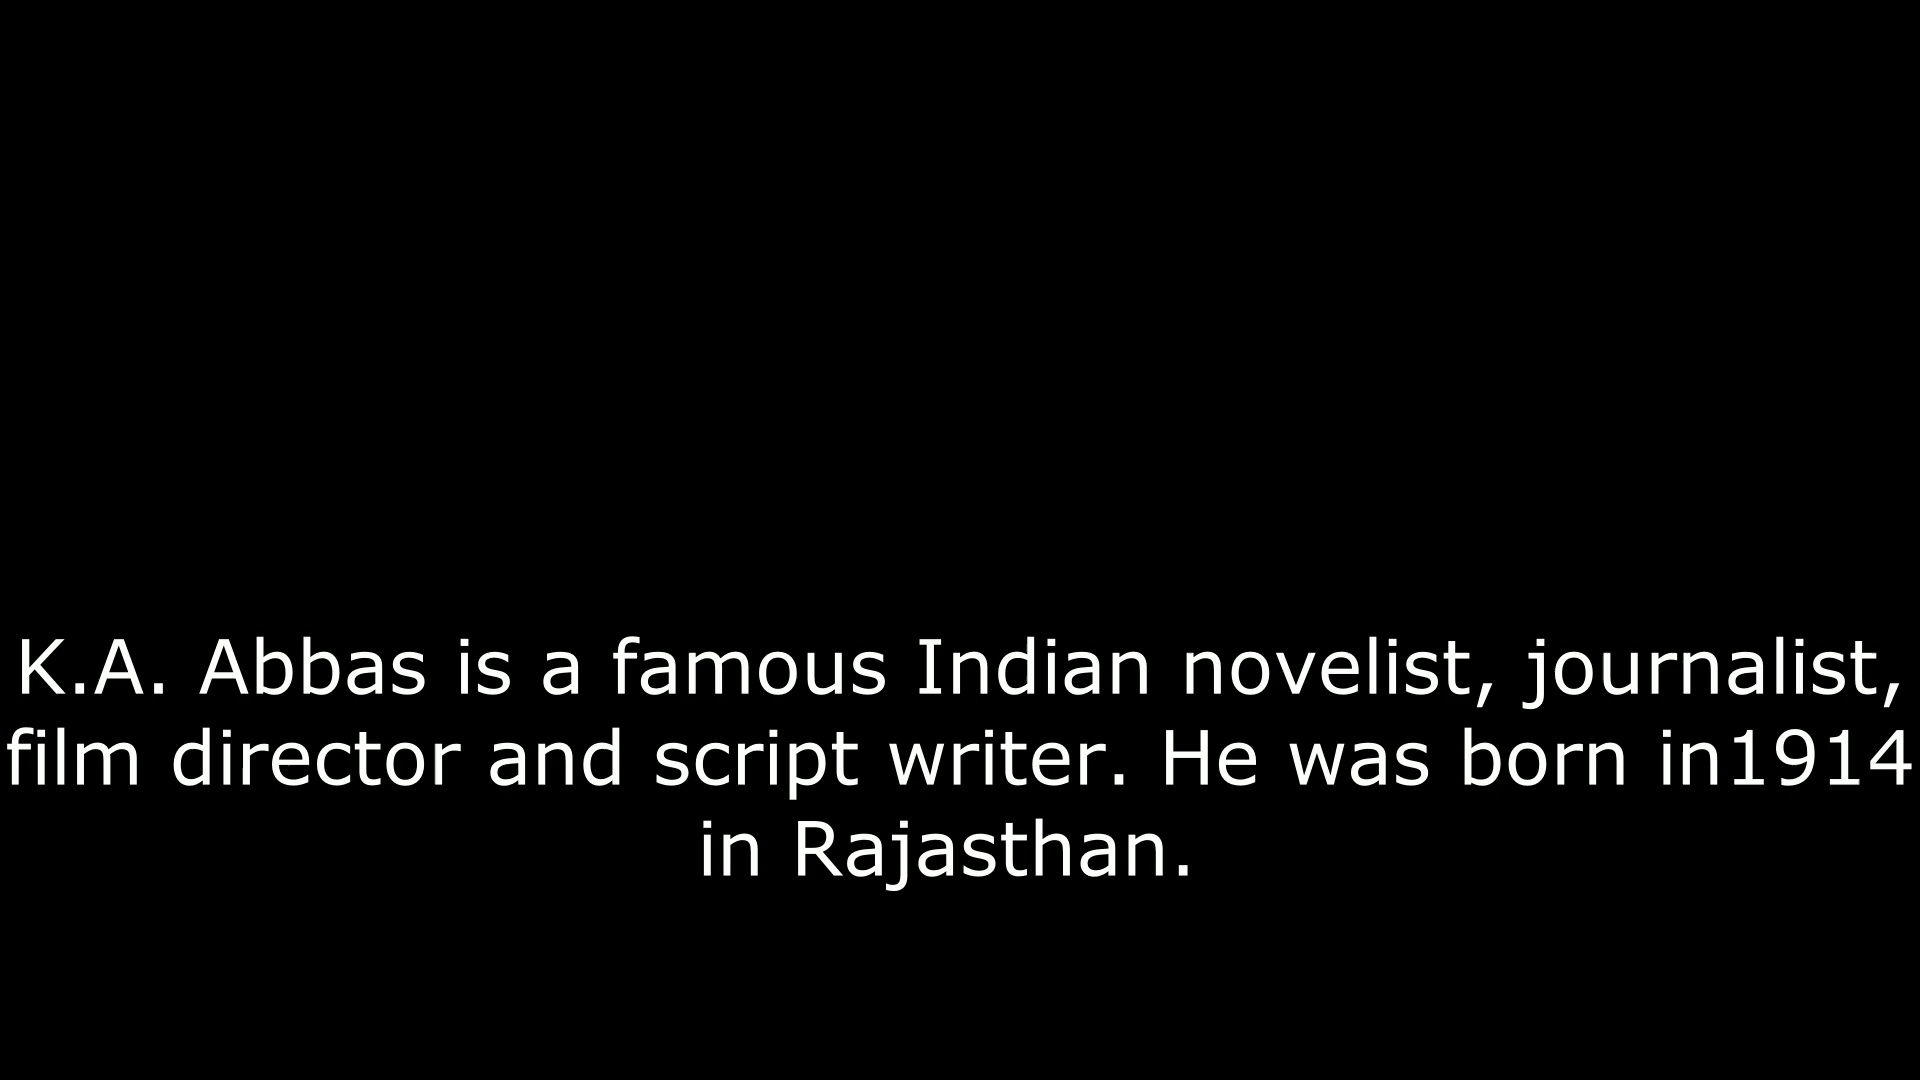 K.A. Abbas is a famous Indian novelist, journalist,
film director and script writer. He was born in1914
in Rajasthan.